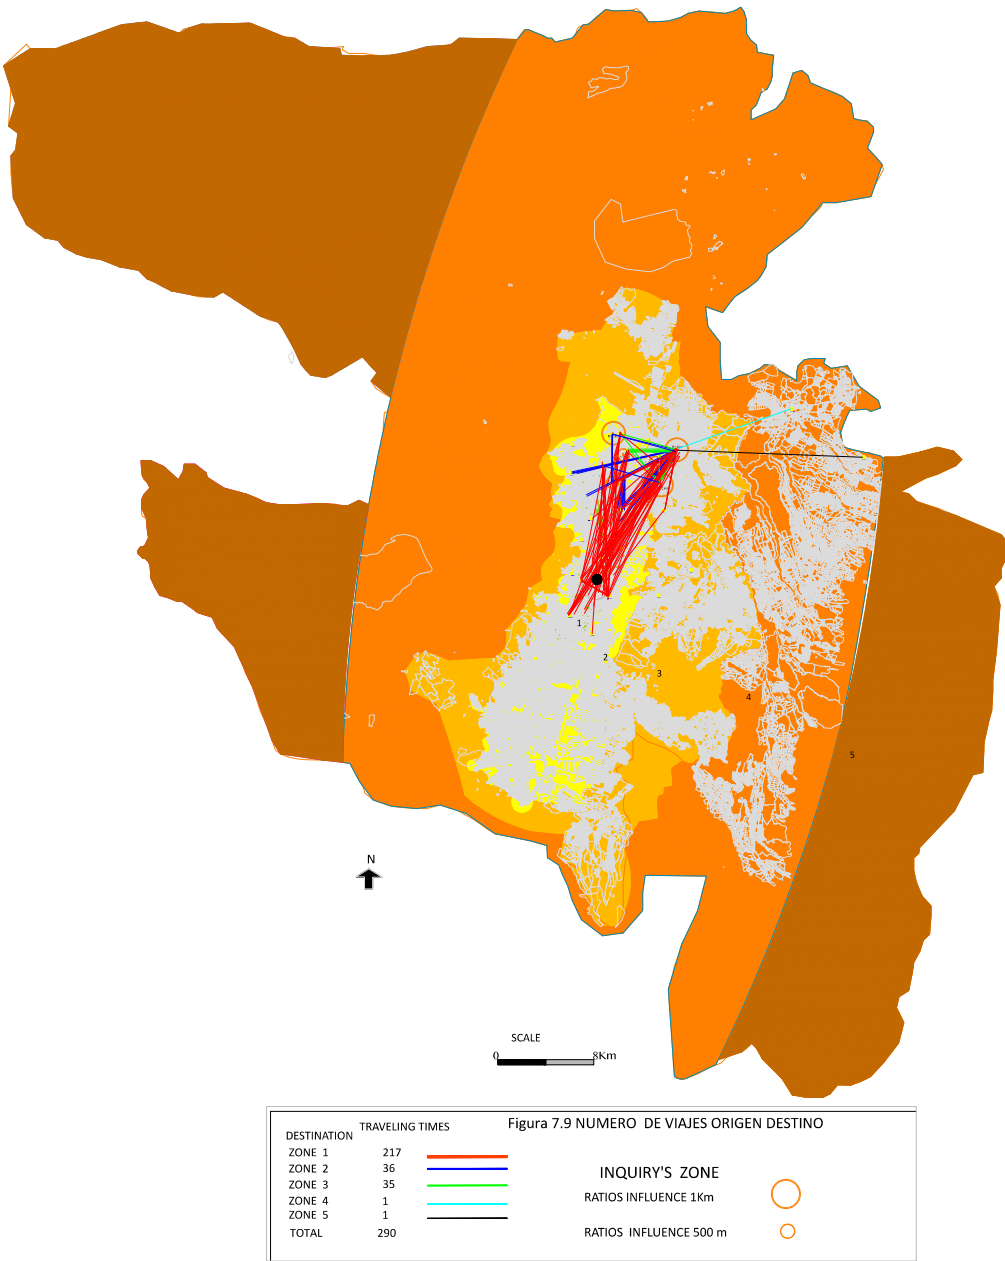 1
2
3
4
5
N
SCALE
0 8Km
Figura 7.9 NUMERO DE VIAJES ORIGEN DESTINO
TRAVELING TIMES
DESTINATION
ZONE 1 217
ZONE 2 36
ZONE 3 35
ZONE 4 1
ZONE 5 1
TOTAL 290
INQUIRY'S ZONE
RATIOS INFLUENCE 1Km
RATIOS INFLUENCE 500 m